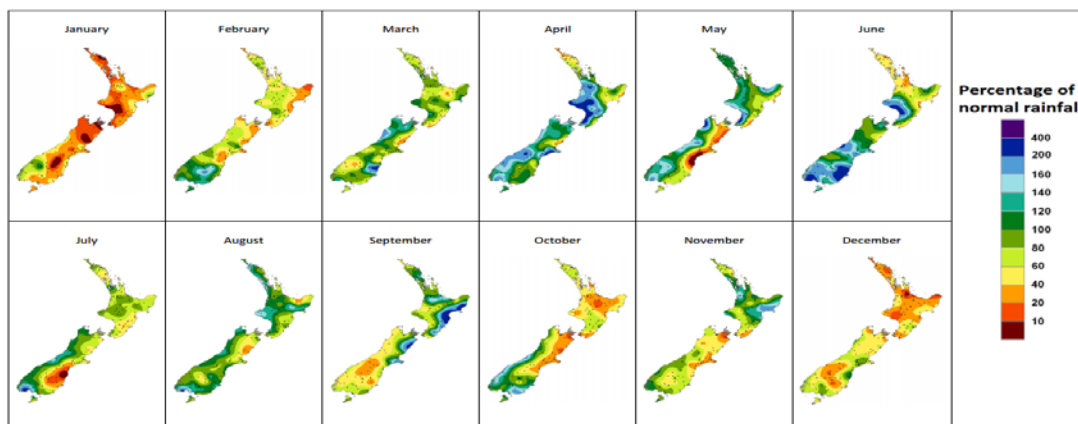 January
February
March
April
May
June
Percentage of
normal rainfall
400
200
160
140
120
100
80
60
40
20
10
July
August
September
October
November
December